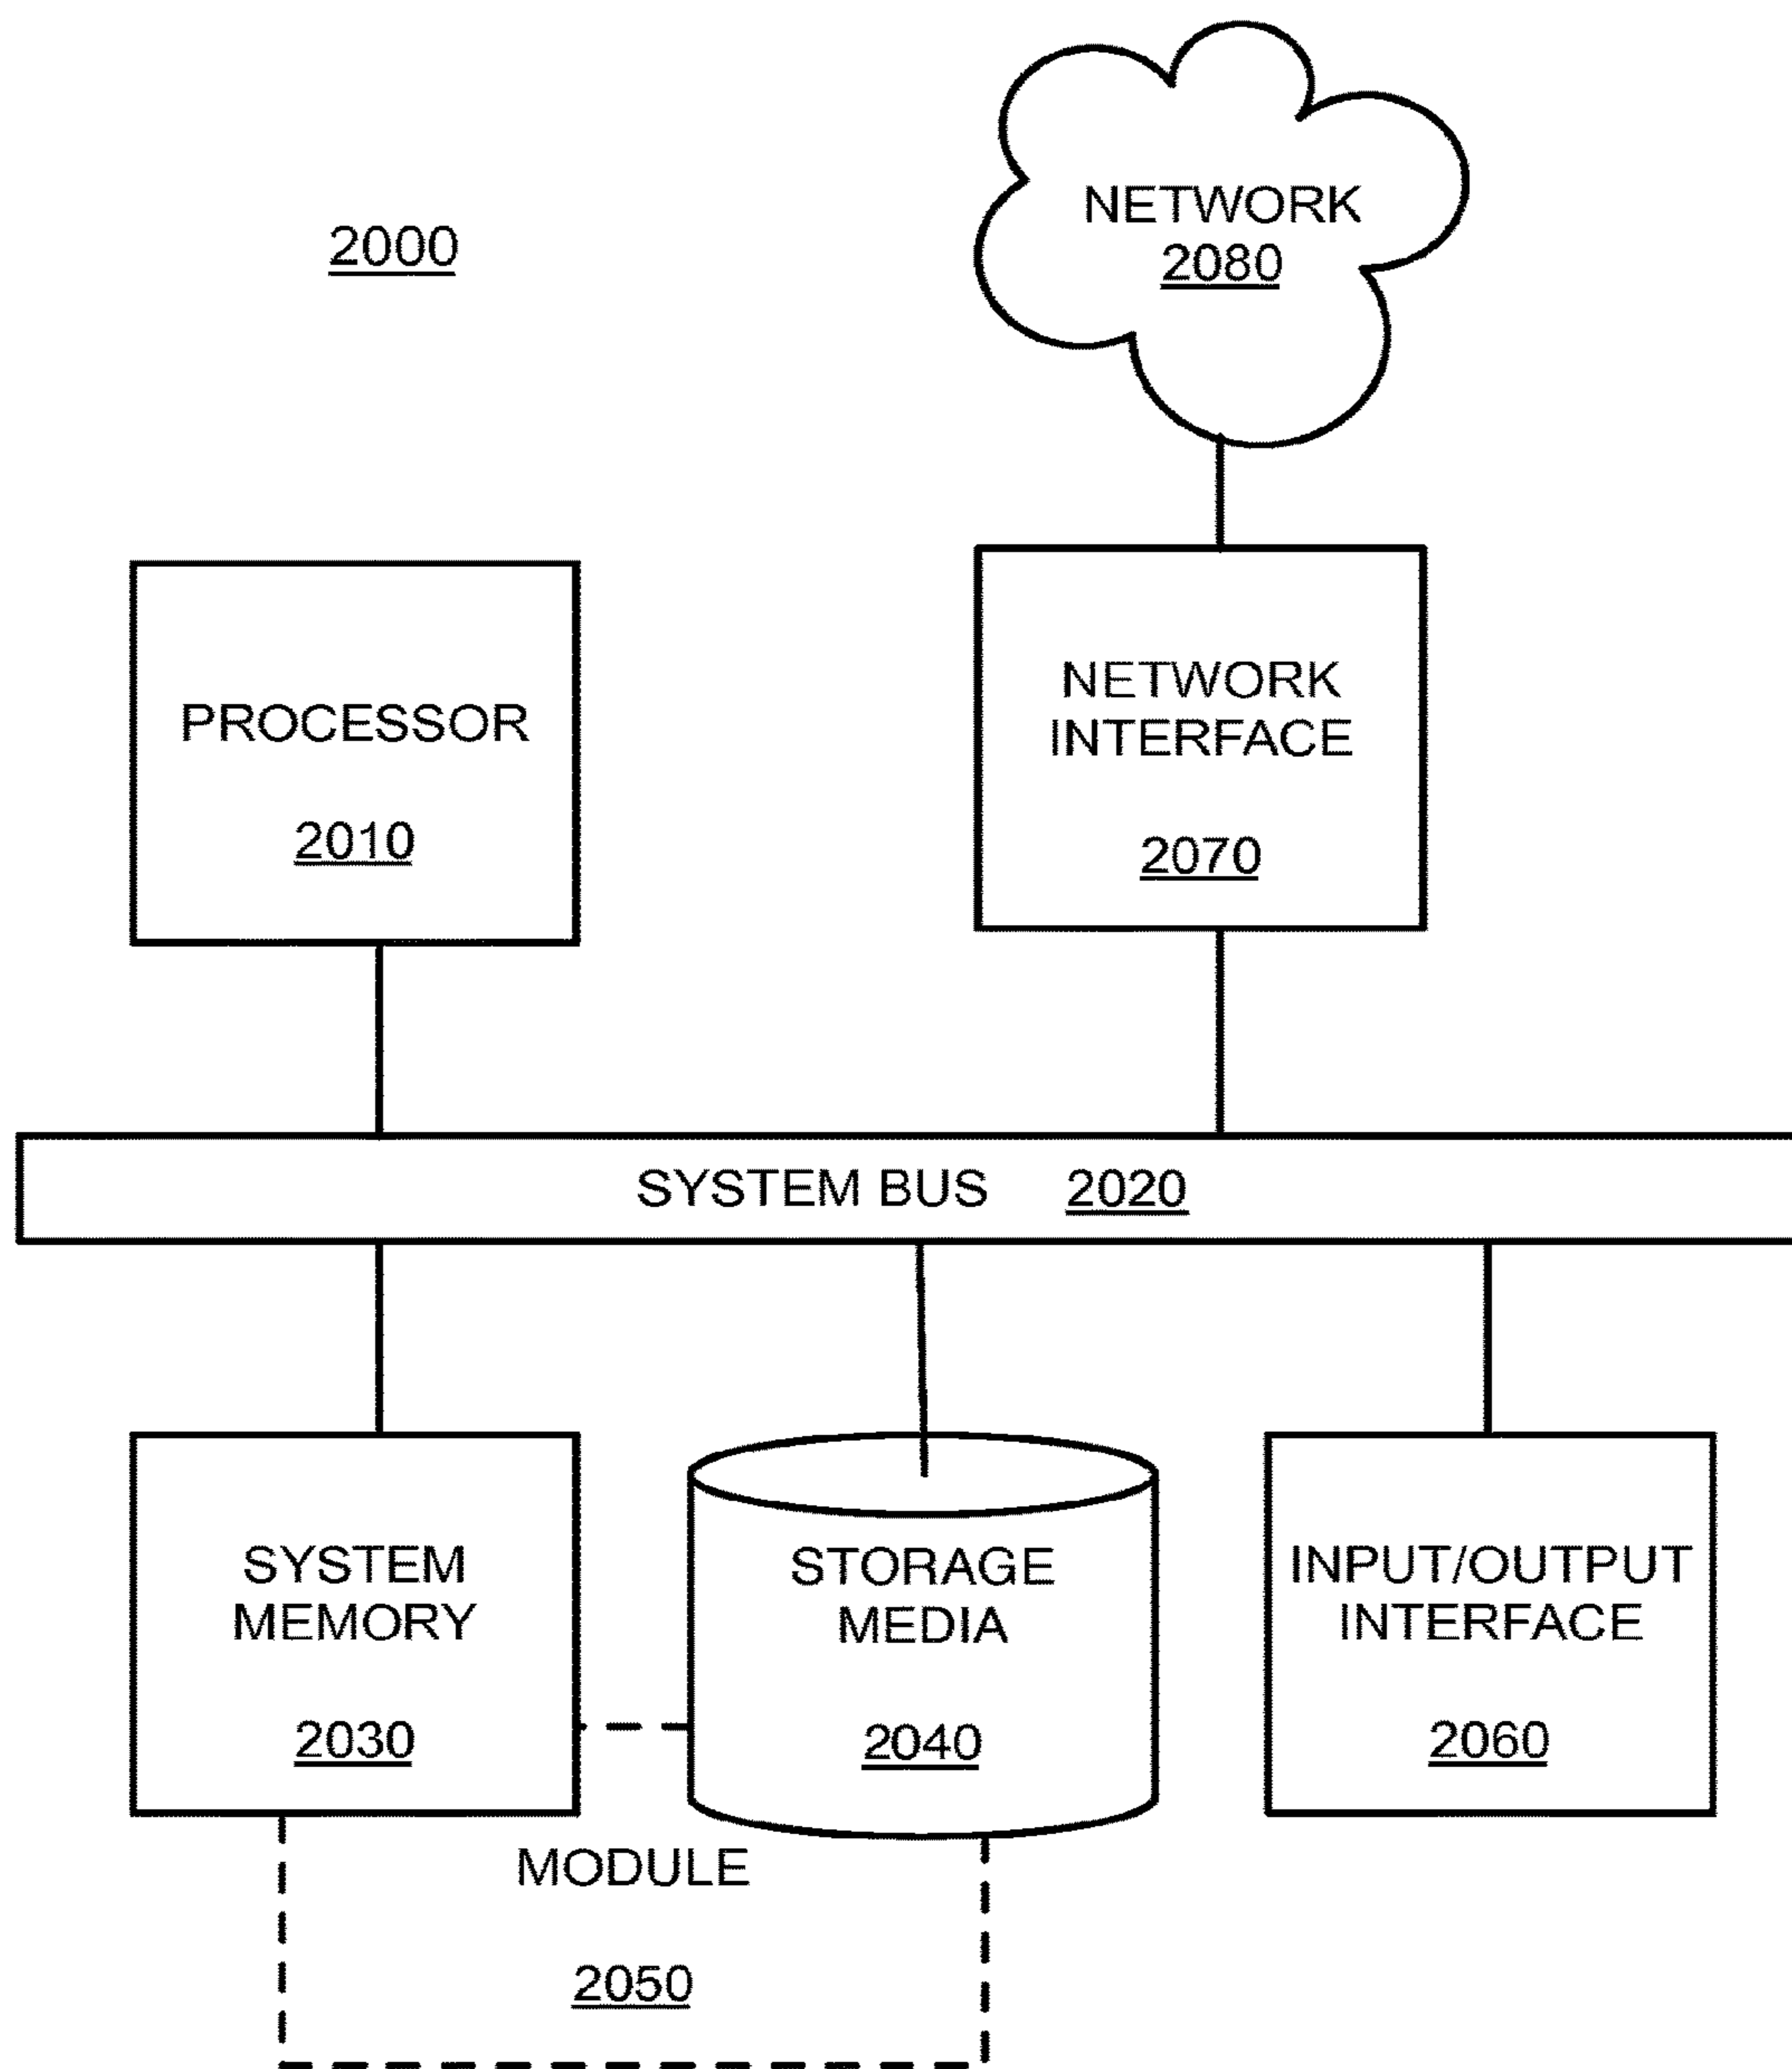 2000
NETWORK
2080
PROCESSOR
2010
NETWORK
INTERFACE
2070
SYSTEM BUS 2020
SYSTEM
MEMORY
2030
STORAGE
MEDIA
2040
INPUT/OUTPUT
INTERFACE
2060
MODULE
2050